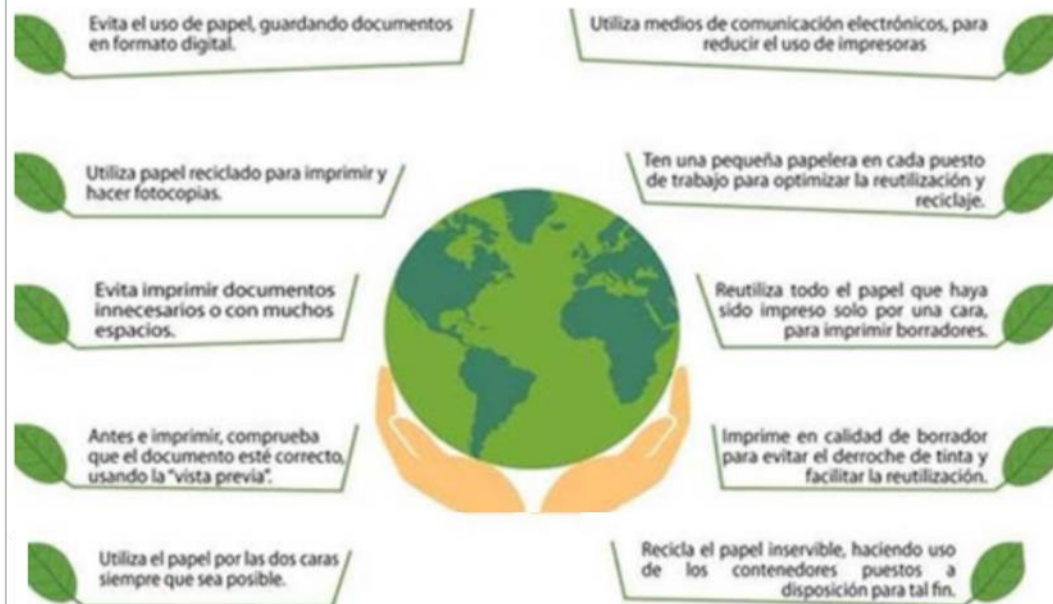 Evita el uso de papel, guardando documentos
en formato digital.
Utiliza medios de comunicación electrónicos, para
reducir el uso de impresoras
Utiliza papel reciclado para imprimir y
hacer fotocopias.
Ten una pequeña papelera en cada puesto
de trabajo para optimizar la reutilización y
reciclaje.
Evita imprimir documentos
innecesarios o con muchos
espacios.
Reutiliza todo el papel que haya
sido impreso solo por una cara,
para imprimir borradores.
Antes e imprimir, comprueba
que el documento esté correcto,
usando la "vista previa".
Imprime en calidad de borrador
para evitar el derroche de tinta y
facilitar la reutilización.
Utiliza el papel por las dos caras
siempre que sea posible.
Recicla el papel inservible, haciendo uso
de los contenedores puestos a
disposición para tal fin.